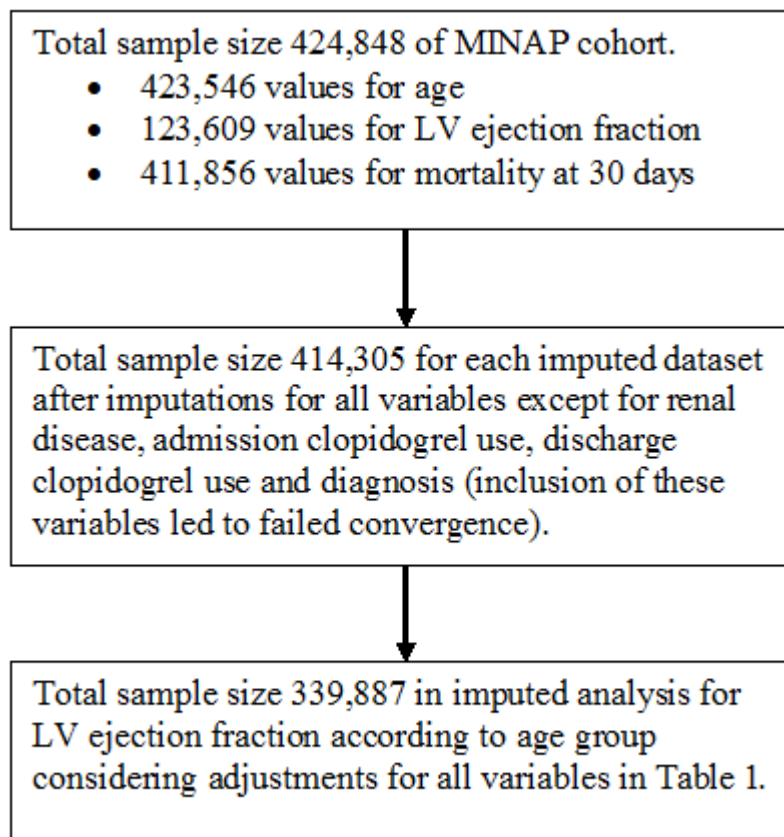 Total sample size 424,848 of MINAP cohort.
• 423,546 values for age
• 123,609 values for LV ejection fraction
• 411,856 values for mortality at 30 days
Total sample size 414,305 for each imputed dataset
after imputations for all variables except for renal
disease, admission clopidogrel use, discharge
clopidogrel use and diagnosis (inclusion of these
variables led to failed convergence).
Total sample size 339,887 in imputed analysis for
LV ejection fraction according to age group
considering adjustments for all variables in Table 1.